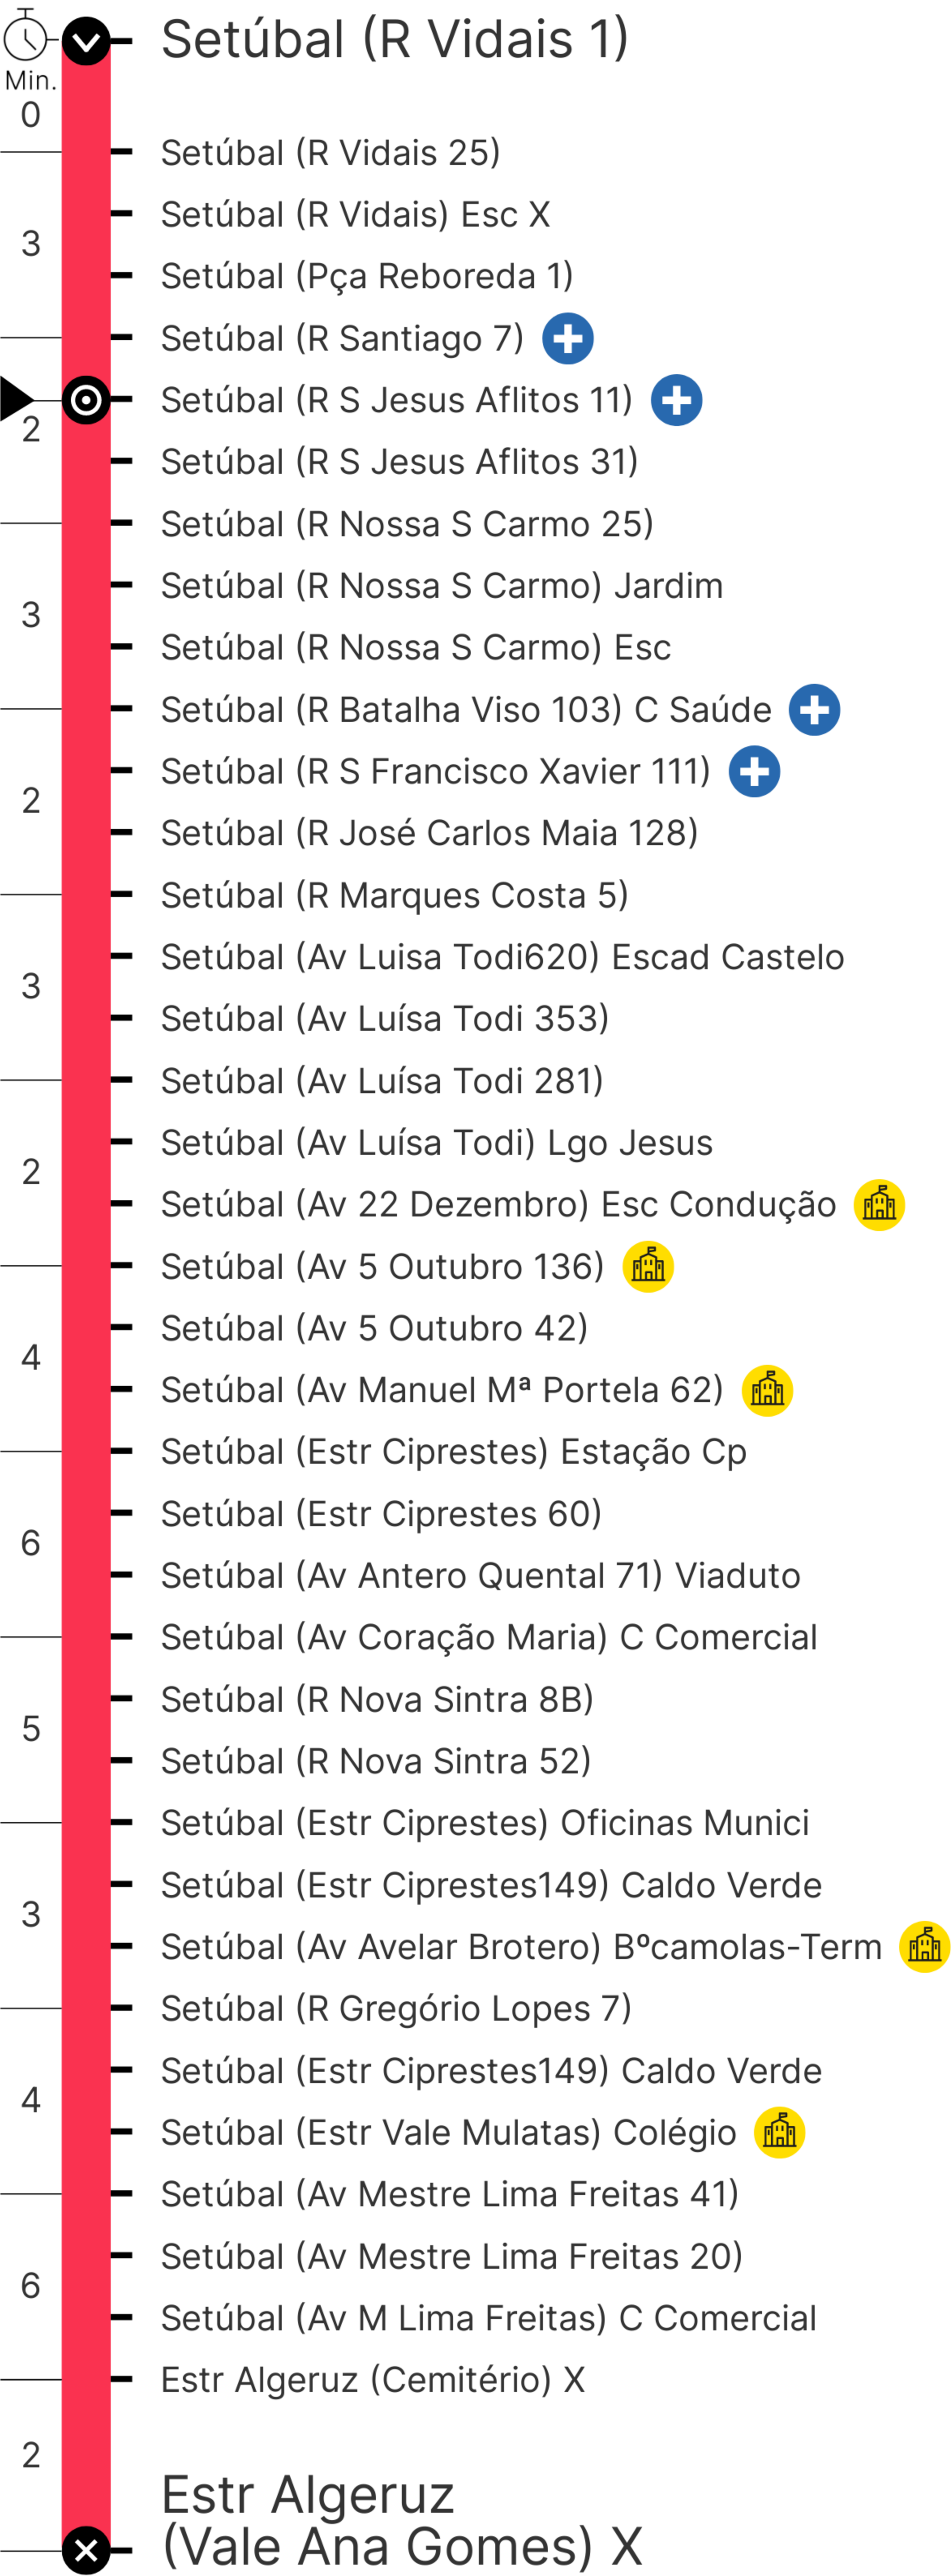 Setúbal (R Vidais 1)
Min.
0
Setúbal (R Vidais 25)
Setúbal (R Vidais) Esc X
3
Setúbal (Pça Reboreda 1)
Setúbal (R Santiago 7)
Setúbal (R S Jesus Aflitos 11)
2
Setúbal (R S Jesus Aflitos 31)
Setúbal (R Nossa S Carmo 25)
Setúbal (R Nossa S Carmo) Jardim
3
Setúbal (R Nossa S Carmo) Esc
Setúbal (R Batalha Viso 103) C Saúde
Setúbal (R S Francisco Xavier 111)
2
Setúbal (R José Carlos Maia 128)
Setúbal (R Marques Costa 5)
Setúbal (Av Luisa Todi620) Escad Castelo
3
Setúbal (Av Luísa Todi 353)
Setúbal (Av Luísa Todi 281)
Setúbal (Av Luísa Todi) Lgo Jesus
2
Setúbal (Av 22 Dezembro) Esc Condução
Setúbal (Av 5 Outubro 136)
Setúbal (Av 5 Outubro 42)
4
Setúbal (Av Manuel Mª Portela 62)
Setúbal (Estr Ciprestes) Estação Cp
Setúbal (Estr Ciprestes 60)
6
Setúbal (Av Antero Quental 71) Viaduto
Setúbal (Av Coração Maria) C Comercial
Setúbal (R Nova Sintra 8B)
5
Setúbal (R Nova Sintra 52)
Setúbal (Estr Ciprestes) Oficinas Munici
Setúbal (Estr Ciprestes149) Caldo Verde
3
Setúbal (Av Avelar Brotero) Bºcamolas-Term
Setúbal (R Gregório Lopes 7)
Setúbal (Estr Ciprestes149) Caldo Verde
4
Setúbal (Estr Vale Mulatas) Colégio
Setúbal (Av Mestre Lima Freitas 41)
Setúbal (Av Mestre Lima Freitas 20)
6
Setúbal (Av M Lima Freitas) C Comercial
Estr Algeruz (Cemitério) X
2
Estr Algeruz
(Vale Ana Gomes) X